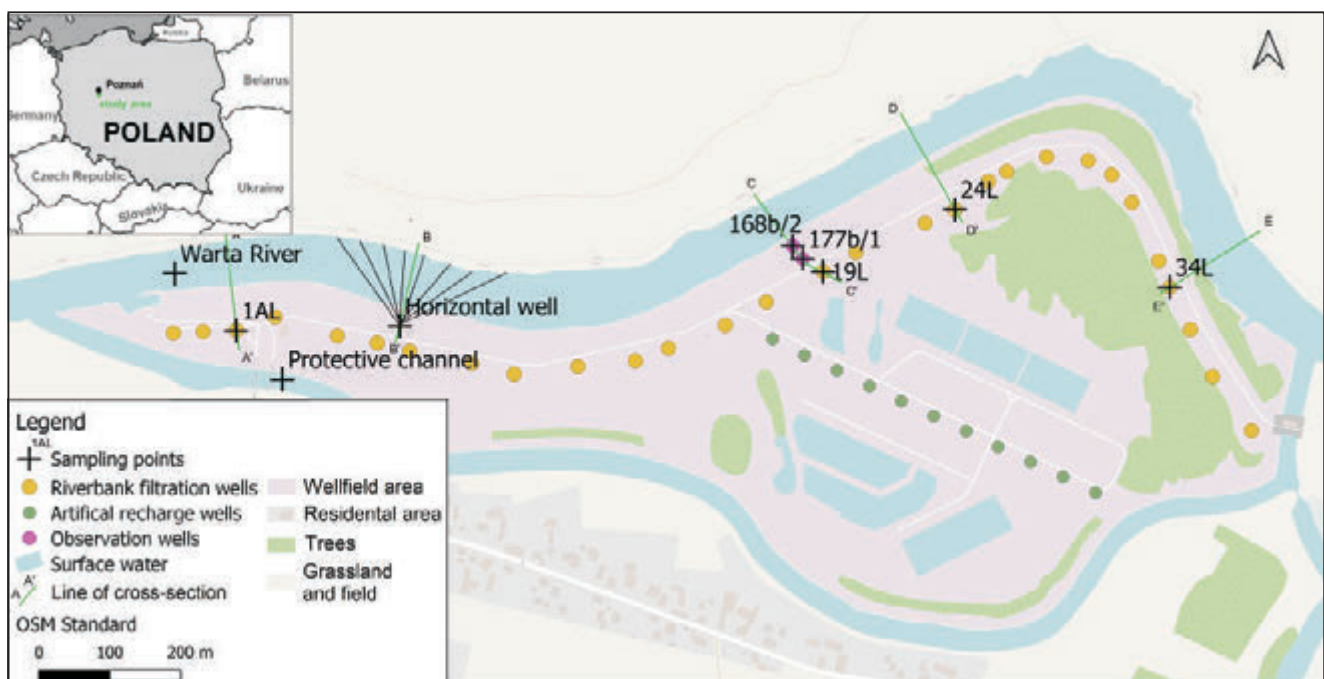 Russia
Poznań
study area
Belarus
Germany
POLAND
Czech Republic
Ukraine
Slovakia
D
24L
C
168b/2
D'
E
177b/1
B
Warta River
19L
34L
C'
E'
Horizontal well
1AL
B'
A'
Protective channel
Legend
1AL
Sampling points
Riverbank filtration wells
Artifical recharge wells
Observation wells
Surface water
A A' Line of cross-section
Wellfield area
Residental area
Trees
Grassland
and field
OSM Standard
0 100 200 m